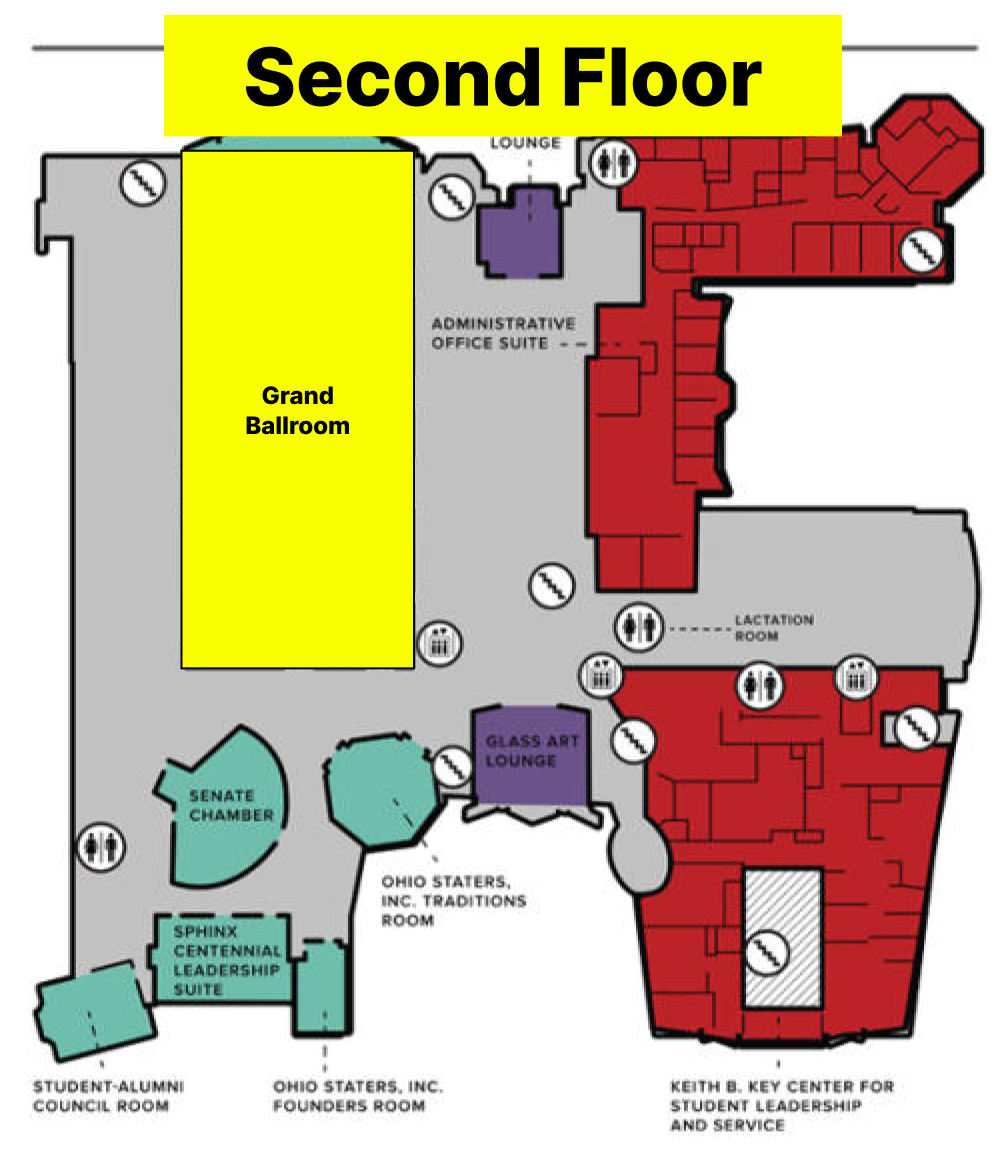 Second Floor
LOUNGE
ADMINISTRATIVE
OFFICE SUITE
Grand
Ballroom
LACTATION
ROOM
GLASS ART
LOUNGE
SENATE
CHAMBER
OHIO STATERS,
INC. TRADITIONS
ROOM
SPHINX
CENTENNIAL
LEADERSHIP
SUITE
STUDENT-ALUMNI
COUNCIL ROOM
OHIO STATERS, INC.
FOUNDERS ROOM
KEITH B. KEY CENTER FOR
STUDENT LEADERSHIP
AND SERVICE